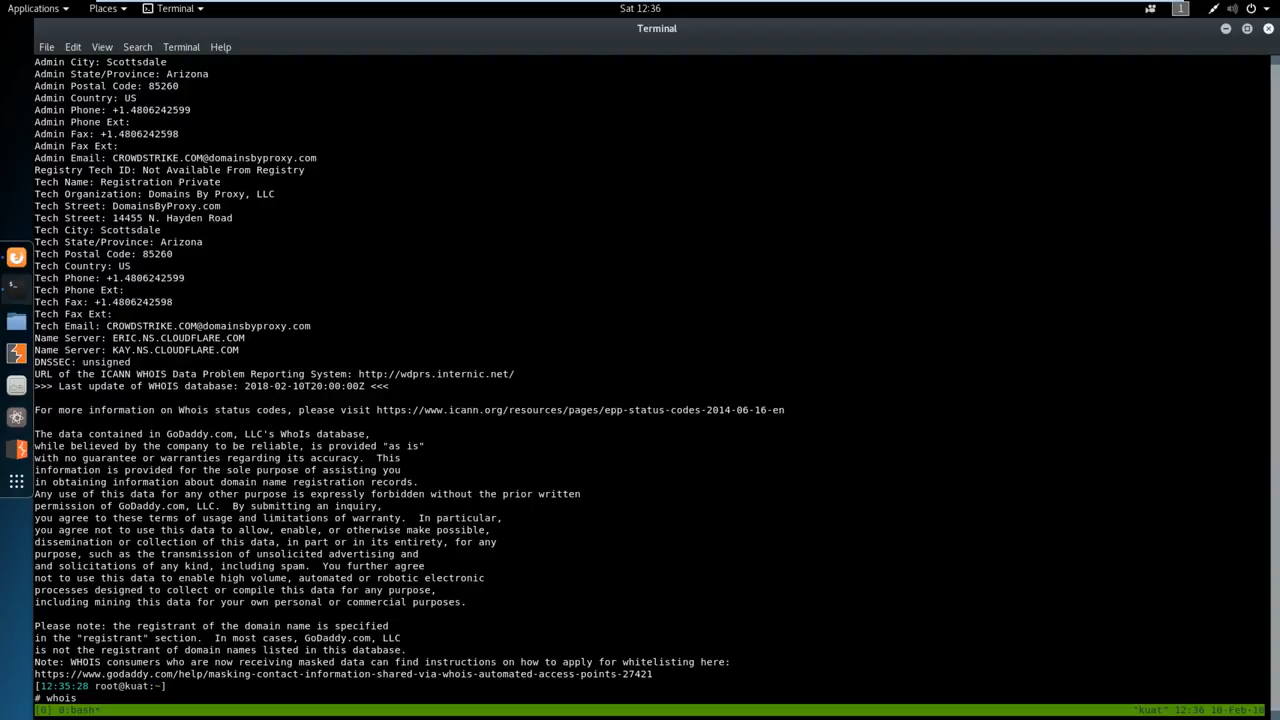 Applications
Places
Terminal
Sat 12:36
1
Terminal
File Edit View Search Terminal Help
Admin City: Scottsdale
Admin State/Province: Arizona
Admin Postal Code: 85260
Admin Country: US
Admin Phone: +1.4806242599
Admin Phone Ext:
Admin Fax: +1.4806242598
Admin Fax Ext:
Admin Email: CROWDSTRIKE.COM@domainsbyproxy.com
Registry Tech ID: Not Available From Registry
Tech Name: Registration Private
Tech Organization: Domains By Proxy, LLC
Tech Street: DomainsByProxy.com
Tech Street: 14455 N. Hayden Road
Tech City: Scottsdale
Tech State/Province: Arizona
Tech Postal Code: 85260
Tech Country: US
Tech Phone: +1.4806242599
Tech Phone Ext:
Tech Fax: +1.4806242598
Tech Fax Ext:
Tech Email: CROWDSTRIKE.COM@domainsbyproxy.com
Name Server: ERIC.NS.CLOUDFLARE.COM
Name Server: KAY.NS.CLOUDFLARE.COM
DNSSEC: unsigned
URL of the ICANN WHOIS Data Problem Reporting System: http://wdprs.internic.net/
>>> Last update of WHOIS database: 2018-02-10T20:00:00Z <<<
For more information on Whois status codes, please visit https://www.icann.org/resources/pages/epp-status-codes-2014-06-16-en
The data contained in GoDaddy.com, LLC's WhoIs database,
while believed by the company to be reliable, is provided "as is"
with no guarantee or warranties regarding its accuracy.  This
information is provided for the sole purpose of assisting you
in obtaining information about domain name registration records.
Any use of this data for any other purpose is expressly forbidden without the prior written
permission of GoDaddy.com, LLC.  By submitting an inquiry,
you agree to these terms of usage and limitations of warranty.  In particular,
you agree not to use this data to allow, enable, or otherwise make possible,
dissemination or collection of this data, in part or in its entirety, for any
purpose, such as the transmission of unsolicited advertising and
and solicitations of any kind, including spam.  You further agree
not to use this data to enable high volume, automated or robotic electronic
processes designed to collect or compile this data for any purpose,
including mining this data for your own personal or commercial purposes.
Please note: the registrant of the domain name is specified
in the "registrant" section.  In most cases, GoDaddy.com, LLC
is not the registrant of domain names listed in this database.
Note: WHOIS consumers who are now receiving masked data can find instructions on how to apply for whitelisting here:
https://www.godaddy.com/help/masking-contact-information-shared-via-whois-automated-access-points-27421
[12:35:28 root@kuat:~]
# whois
[0] 0:bash* "kuat" 12:36 10-Feb-18